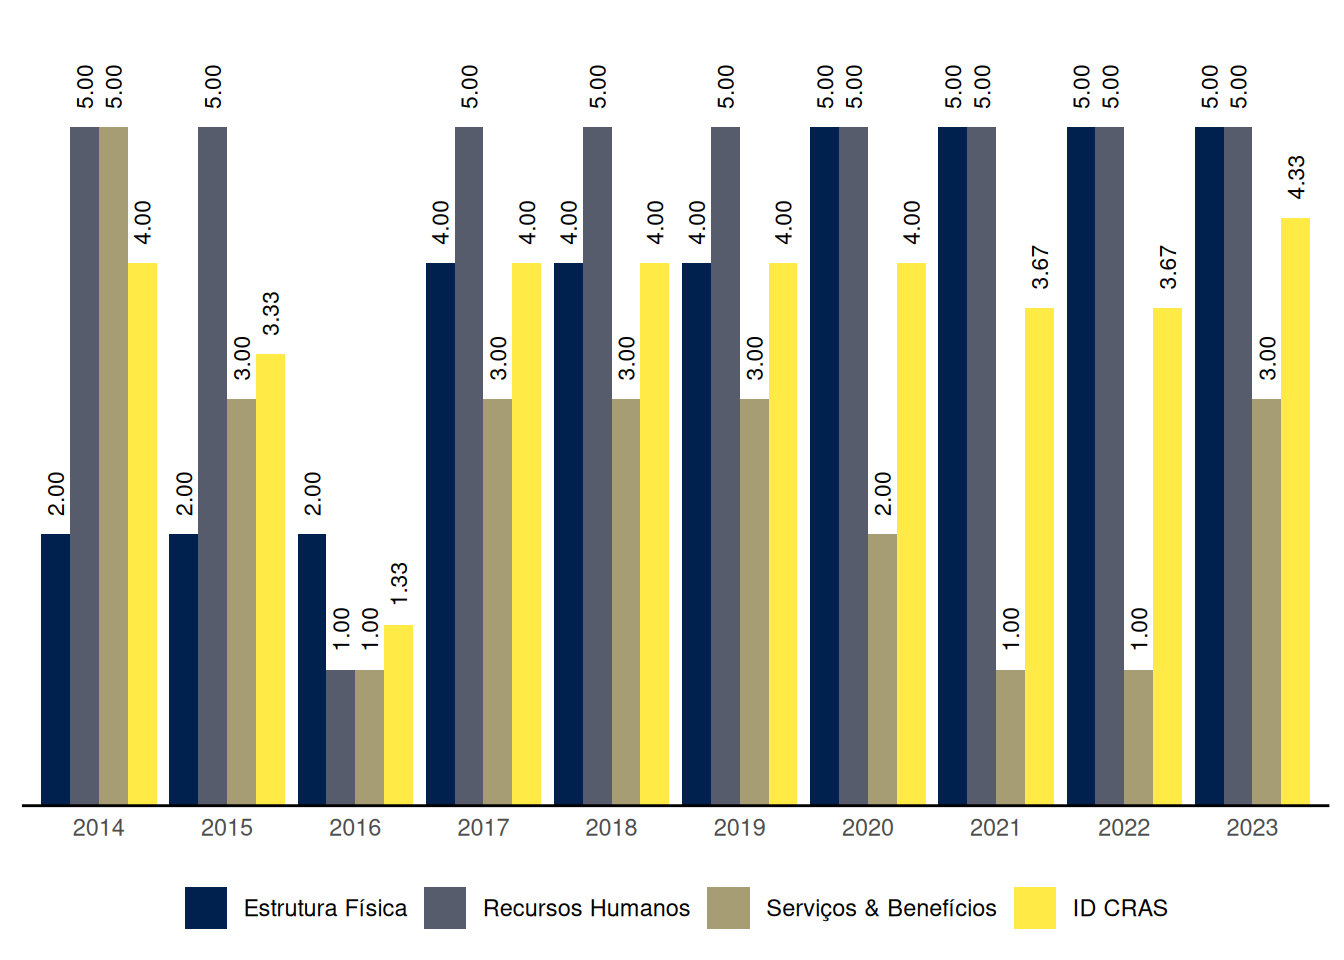 5.00 5.00 5.00 5.00 5.00 5.00 5.00 5.00 5.00 5.00 5.00 5.00 5.00 5.00
4.33
4.00 4.00 4.00 4.00 4.00 4.00 4.00 4.00
3.67 3.67
3.33
3.00 3.00 3.00 3.00 3.00
2.00 2.00 2.00 2.00
1.33
1.00 1.00 1.00 1.00
2014 2015 2016 2017 2018 2019 2020 2021 2022 2023
Estrutura Física Recursos Humanos Serviços & Benefícios ID CRAS